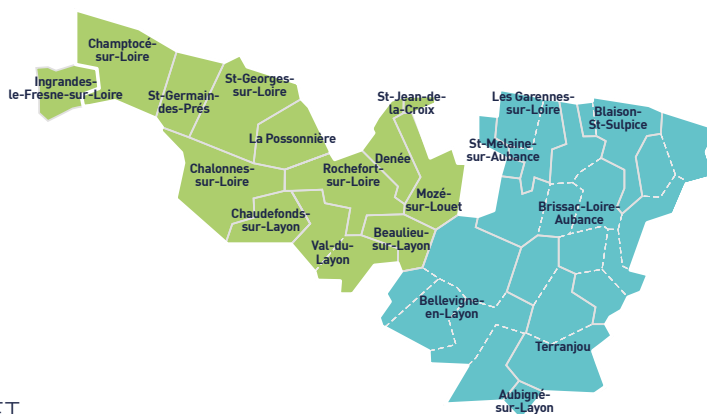 Champtocé-
sur-Loire
Ingrandes-
le-Fresne-sur-Loire
St-Germain-
des-Prés
St-Georges-
sur-Loire
La Possonnière
St-Jean-de-
la-Croix
Les Garennes-
sur-Loire
Blaison-
St-Sulpice
St-Melaine-
sur-Aubance
Denée
Chalonnes-
sur-Loire
Rochefort-
sur-Loire
Mozé-
sur-Louet
Brissac-Loire-
Aubance
Chaudefonds-
sur-Layon
Val-du-
Layon
Beaulieu-
sur-Layon
Bellevigne-
en-Layon
Terranjou
Aubigné-
sur-Layon
ET